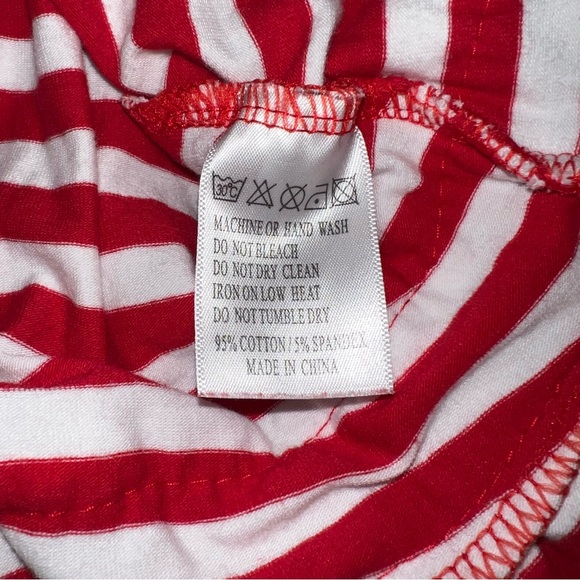 30°C
MACHINE OR HAND WASH
DO NOT BLEACH
DO NOT DRY CLEAN
IRON ON LOW HEAT
DO NOT TUMBLE DRY
95% COTTON / 5% SPANDEX
MADE IN CHINA